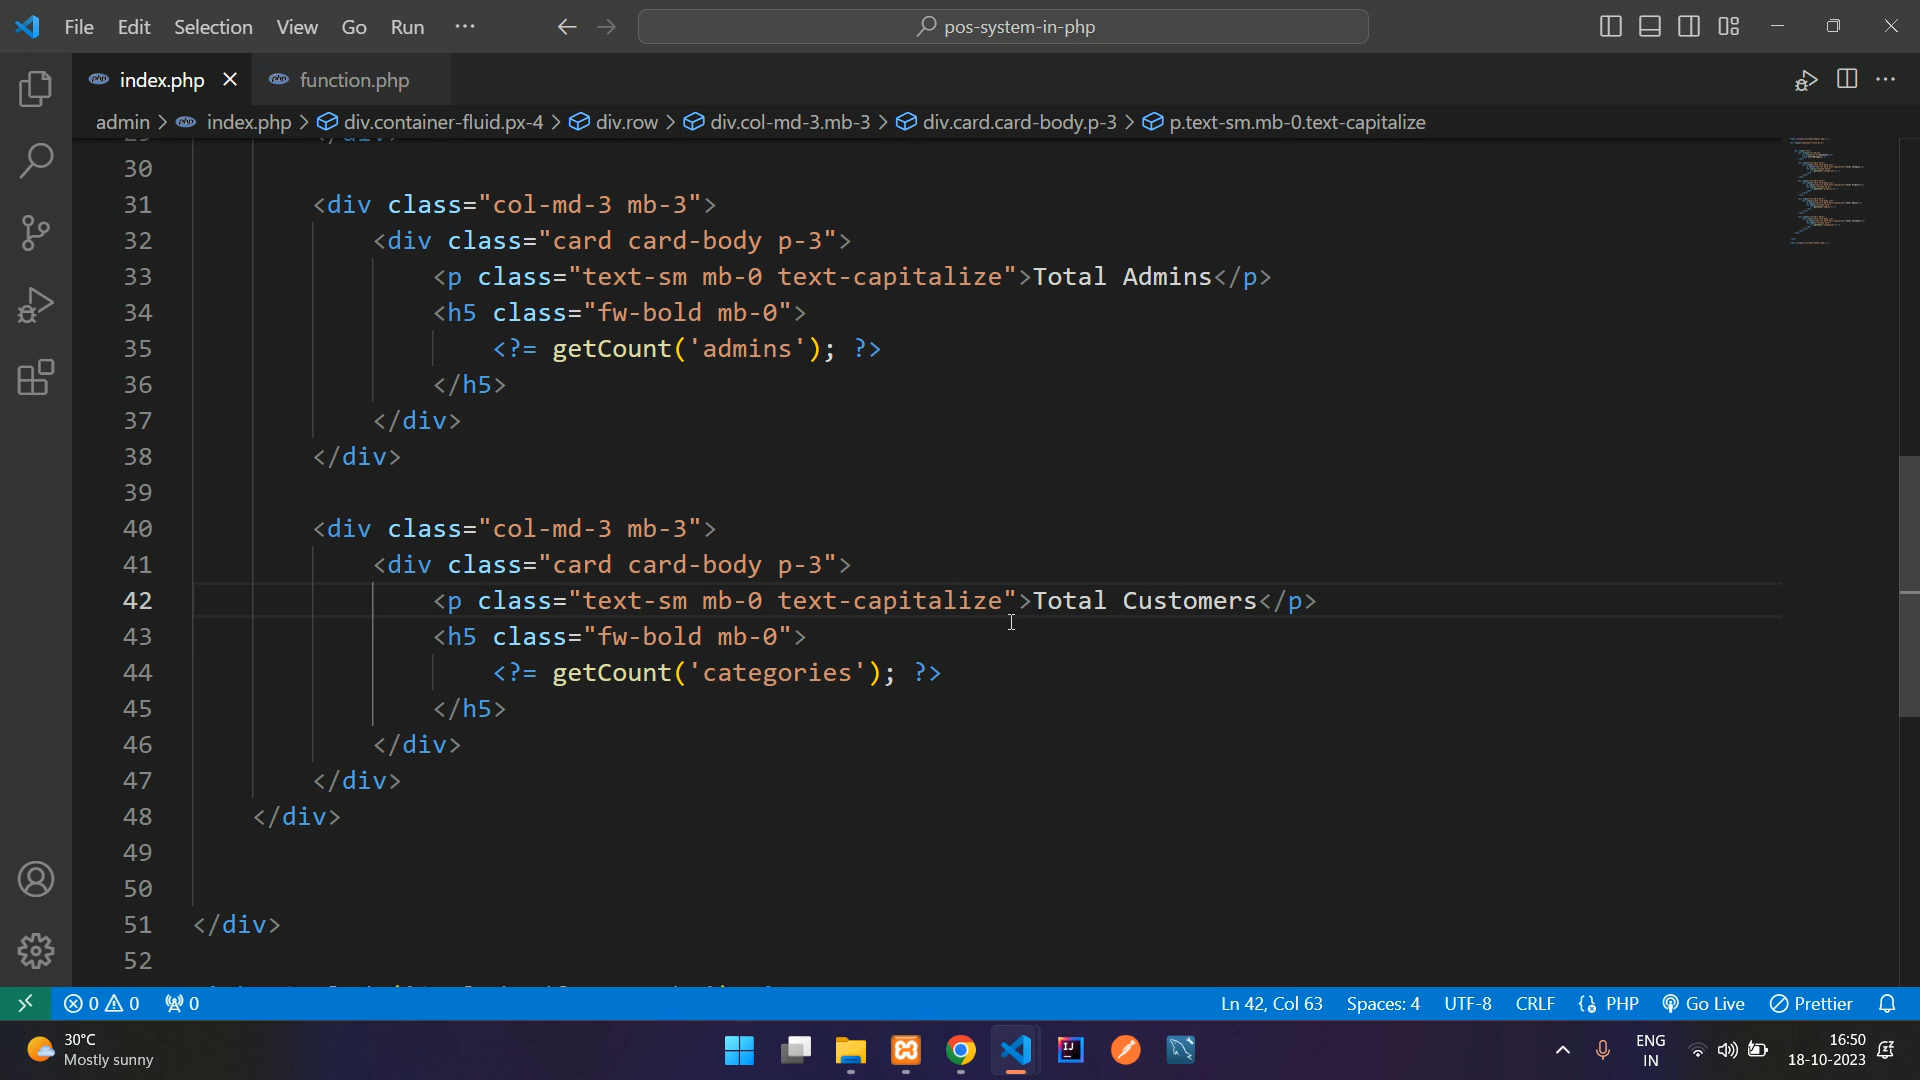 File Edit Selection View Go Run ··· pos-system-in-php
php index.php php function.php
admin > php index.php > div.container-fluid.px-4 > div.row > div.col-md-3.mb-3 > div.card.card-body.p-3 > p.text-sm.mb-0.text-capitalize
30
31 <div class="col-md-3 mb-3">
32 <div class="card card-body p-3">
33 <p class="text-sm mb-0 text-capitalize">Total Admins</p>
34 <h5 class="fw-bold mb-0">
35 <?= getCount('admins'); ?>
36 </h5>
37 </div>
38 </div>
39
40 <div class="col-md-3 mb-3">
41 <div class="card card-body p-3">
42 <p class="text-sm mb-0 text-capitalize">Total Customers</p>
43 <h5 class="fw-bold mb-0">
44 <?= getCount('categories'); ?>
45 </h5>
46 </div>
47 </div>
48 </div>
49
50
51 </div>
52
0 0 0 Ln 42, Col 63 Spaces: 4 UTF-8 CRLF PHP Go Live Prettier
30°C
Mostly sunny
ENG
IN
16:50
18-10-2023